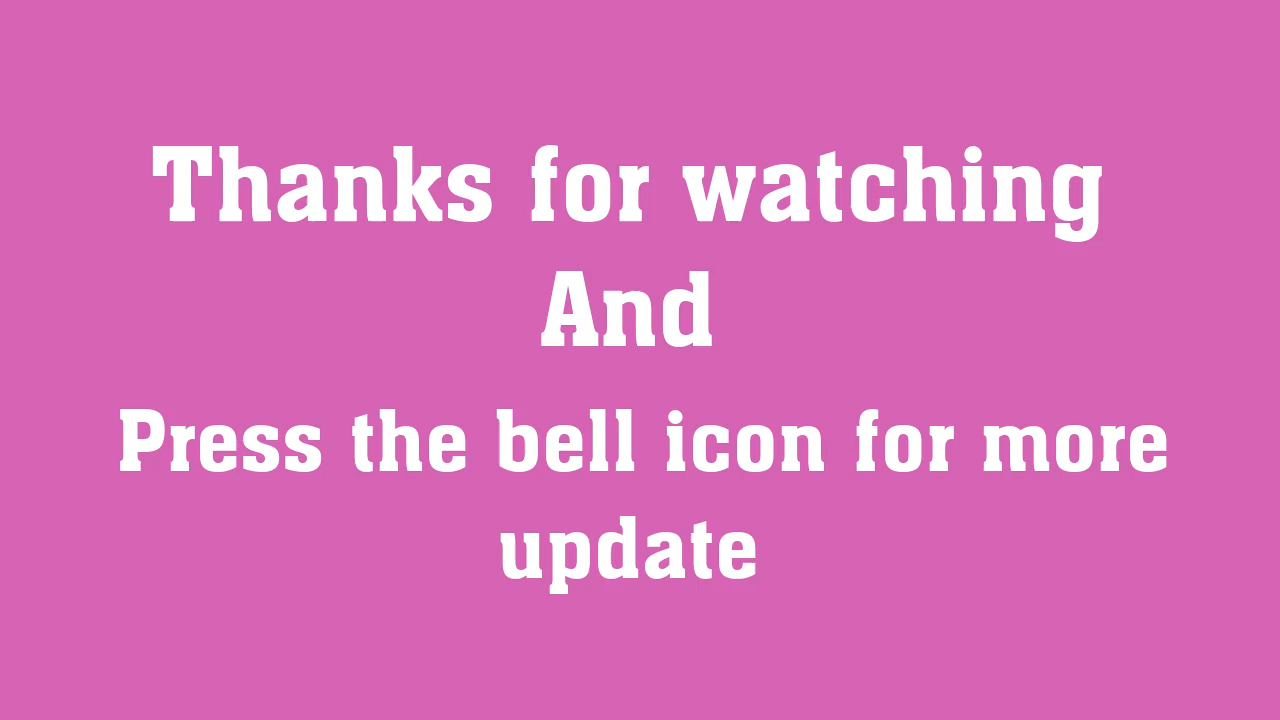 Thanks for watching
And
Press the bell icon for more
update